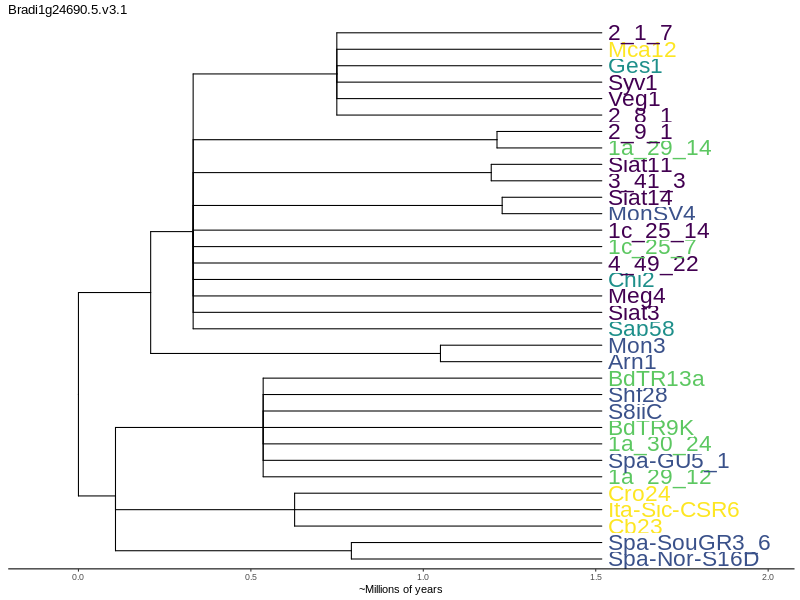 Bradi1g24690.5.v3.1
2_1_7
Mca12
Ges1
Syv1
Veg1
2_8_1
2_9_1
1a_29_14
Siat11
3_41_3
Siat14
MonSV4
1c_25_14
1c_25_7
4_49_22
Chi2
Meg4
Siat3
Sap58
Mon3
Arn1
BdTR13a
Shf28
S8iiC
BdTR9K
1a_30_24
Spa-GU5_1
1a_29_12
Cro24
Ita-Sic-CSR6
Cb23
Spa-SouGR3_6
Spa-Nor-S16D
0.0 0.5 1.0 1.5 2.0
~Millions of years